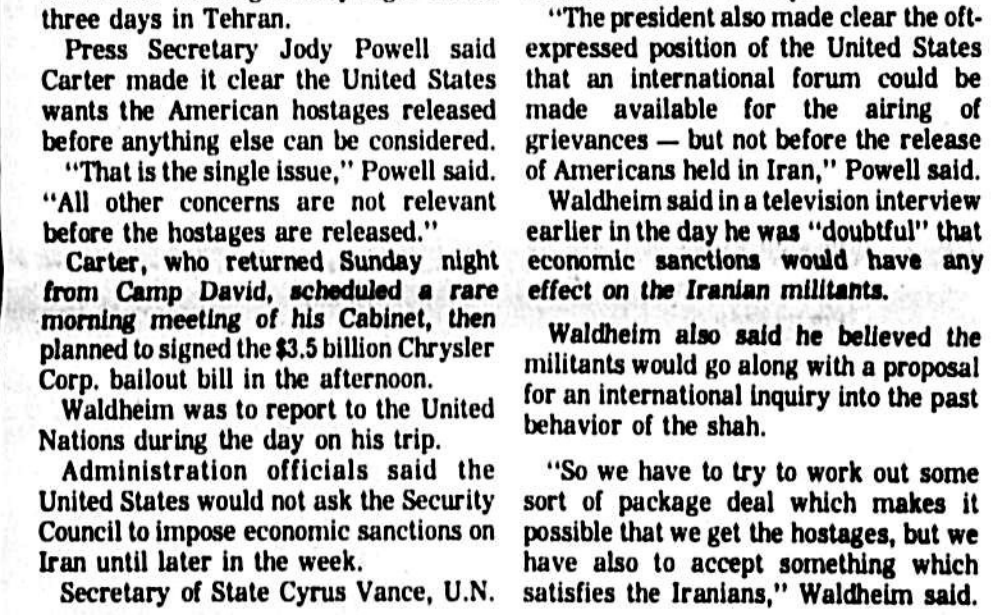 three days in Tehran.
Press Secretary Jody Powell said
Carter made it clear the United States
wants the American hostages released
before anything else can be considered.
"That is the single issue," Powell said.
"All other concerns are not relevant
before the hostages are released."
Carter, who returned Sunday night
from Camp David, scheduled a rare
morning meeting of his Cabinet, then
planned to signed the $3.5 billion Chrysler
Corp. bailout bill in the afternoon.
Waldheim was to report to the United
Nations during the day on his trip.
Administration officials said the
United States would not ask the Security
Council to impose economic sanctions on
Iran until later in the week.
Secretary of State Cyrus Vance, U.N.
"The president also made clear the oft-
expressed position of the United States
that an international forum could be
made available for the airing of
grievances — but not before the release
of Americans held in Iran," Powell said.
Waldheim said in a television interview
earlier in the day he was "doubtful" that
economic sanctions would have any
effect on the Iranian militants.
Waldheim also said he believed the
militants would go along with a proposal
for an international inquiry into the past
behavior of the shah.
"So we have to try to work out some
sort of package deal which makes it
possible that we get the hostages, but we
have also to accept something which
satisfies the Iranians," Waldheim said.